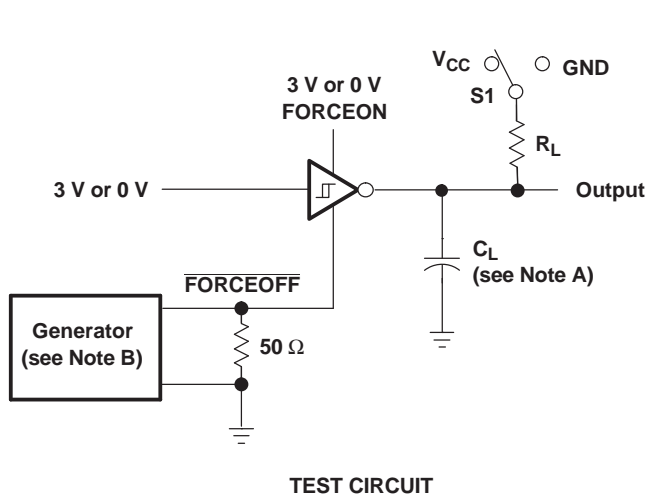 VCC
GND
S1
3 V or 0 V
FORCEON
RL
3 V or 0 V
Output
CL
(see Note A)
FORCEOFF
Generator
(see Note B)
50 Ω
TEST CIRCUIT